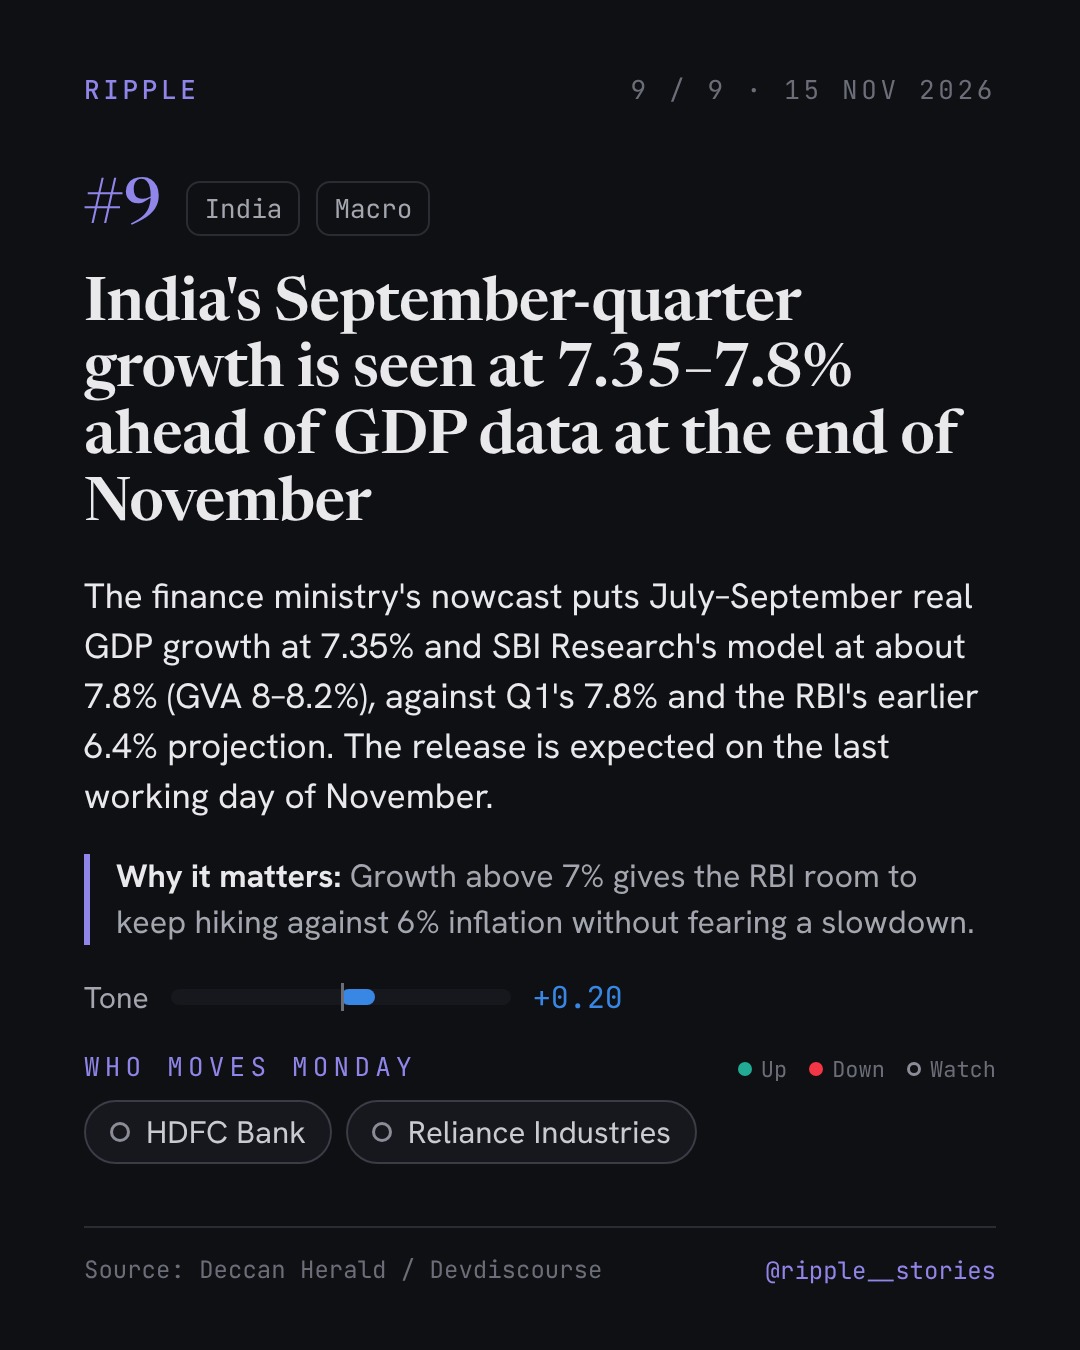 RIPPLE
9 / 9 · 15 NOV 2026
#9 India Macro
India's September-quarter
growth is seen at 7.35–7.8%
ahead of GDP data at the end of
November
The finance ministry's nowcast puts July–September real
GDP growth at 7.35% and SBI Research's model at about
7.8% (GVA 8–8.2%), against Q1's 7.8% and the RBI's earlier
6.4% projection. The release is expected on the last
working day of November.
Why it matters: Growth above 7% gives the RBI room to
keep hiking against 6% inflation without fearing a slowdown.
Tone +0.20
WHO MOVES MONDAY
Up Down Watch
HDFC Bank Reliance Industries
Source: Deccan Herald / Devdiscourse
@ripple__stories